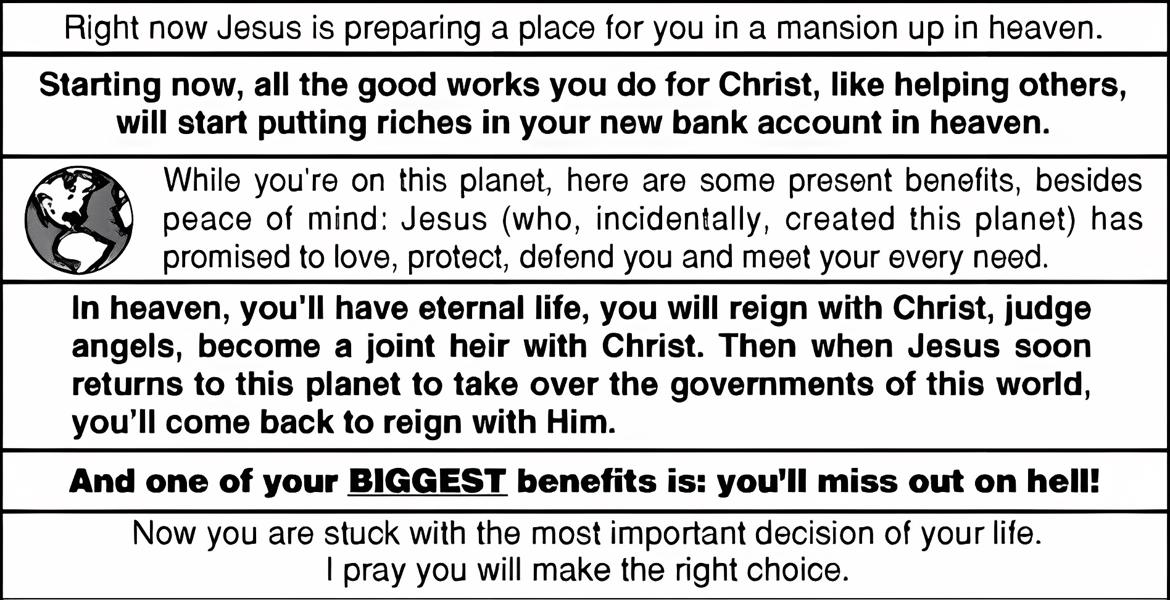 Right now Jesus is preparing a place for you in a mansion up in heaven.
Starting now, all the good works you do for Christ, like helping others,
will start putting riches in your new bank account in heaven.
While you're on this planet, here are some present benefits, besides
peace of mind: Jesus (who, incidentally, created this planet) has
promised to love, protect, defend you and meet your every need.
In heaven, you'll have eternal life, you will reign with Christ, judge
angels, become a joint heir with Christ. Then when Jesus soon
returns to this planet to take over the governments of this world,
you'll come back to reign with Him.
And one of your BIGGEST benefits is: you'll miss out on hell!
Now you are stuck with the most important decision of your life.
I pray you will make the right choice.